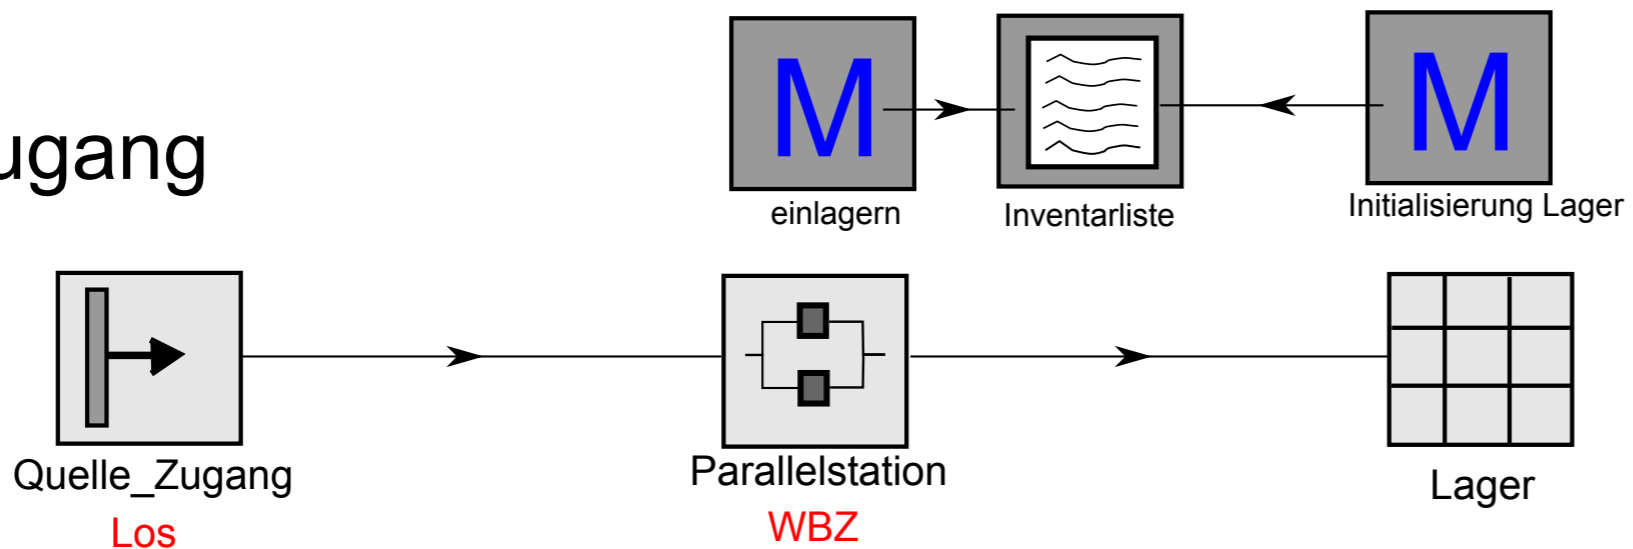 M
M
ugang
einlagern
Inventarliste
Initialisierung Lager
Quelle_Zugang
Parallelstation
Lager
Los
WBZ